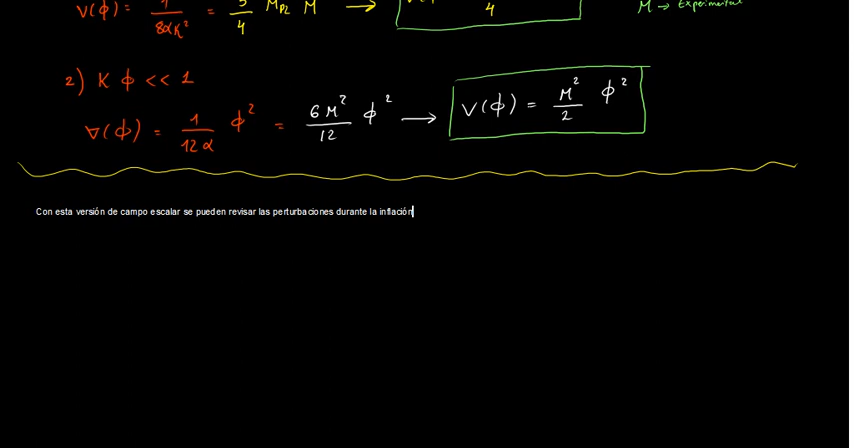 V(φ) = 1/8ακ² = 3/4 M_PL M → 4 M → Experimental
2) K φ << 1
V(φ) = 1/12α φ² = 6M²/12 φ² → V(φ) = M²/2 φ²
Con esta versión de campo escalar se pueden revisar las perturbaciones durante la inflación